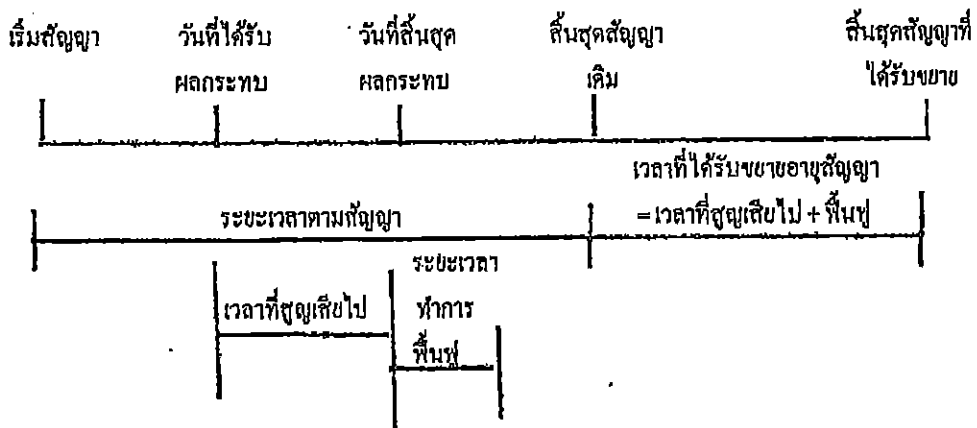 เริ่มสัญญา วันที่ได้รับ วันที่สิ้นสุด สิ้นสุดสัญญา สิ้นสุดสัญญาที่
ผลกระทบ ผลกระทบ เดิม ได้รับขยาย
เวลาที่ได้รับขยายอายุสัญญา
ระยะเวลาตามสัญญา =เวลาที่สูญเสียไป + ฟื้นฟู
ระยะเวลา
เวลาที่สูญเสียไป ทำการ
ฟื้นฟู